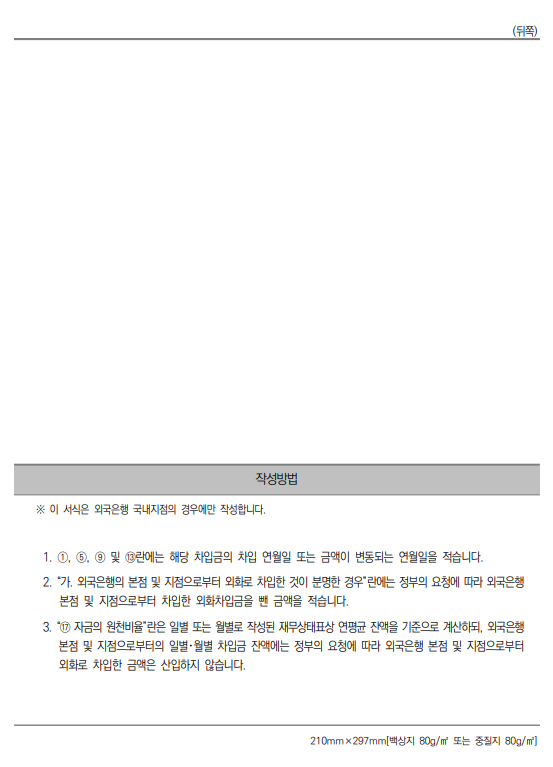 (뒤쪽)
작성방법
※ 이 서식은 외국은행 국내지점의 경우에만 작성합니다.
1. ①, ⑤, ⑨ 및 ⑬란에는 해당 차입금의 차입 연월일 또는 금액이 변동되는 연월일을 적습니다.
2. "가. 외국은행의 본점 및 지점으로부터 외화로 차입한 것이 분명한 경우"란에는 정부의 요청에 따라 외국은행
본점 및 지점으로부터 차입한 외화차입금을 뺀 금액을 적습니다.
3. "⑰ 자금의 원천비율"란은 일별 또는 월별로 작성된 재무상태표상 연평균 잔액을 기준으로 계산하되, 외국은행
본점 및 지점으로부터의 일별·월별 차입금 잔액에는 정부의 요청에 따라 외국은행 본점 및 지점으로부터
외화로 차입한 금액은 산입하지 않습니다.
210mm×297mm[백상지 80g/㎡ 또는 중질지 80g/㎡]